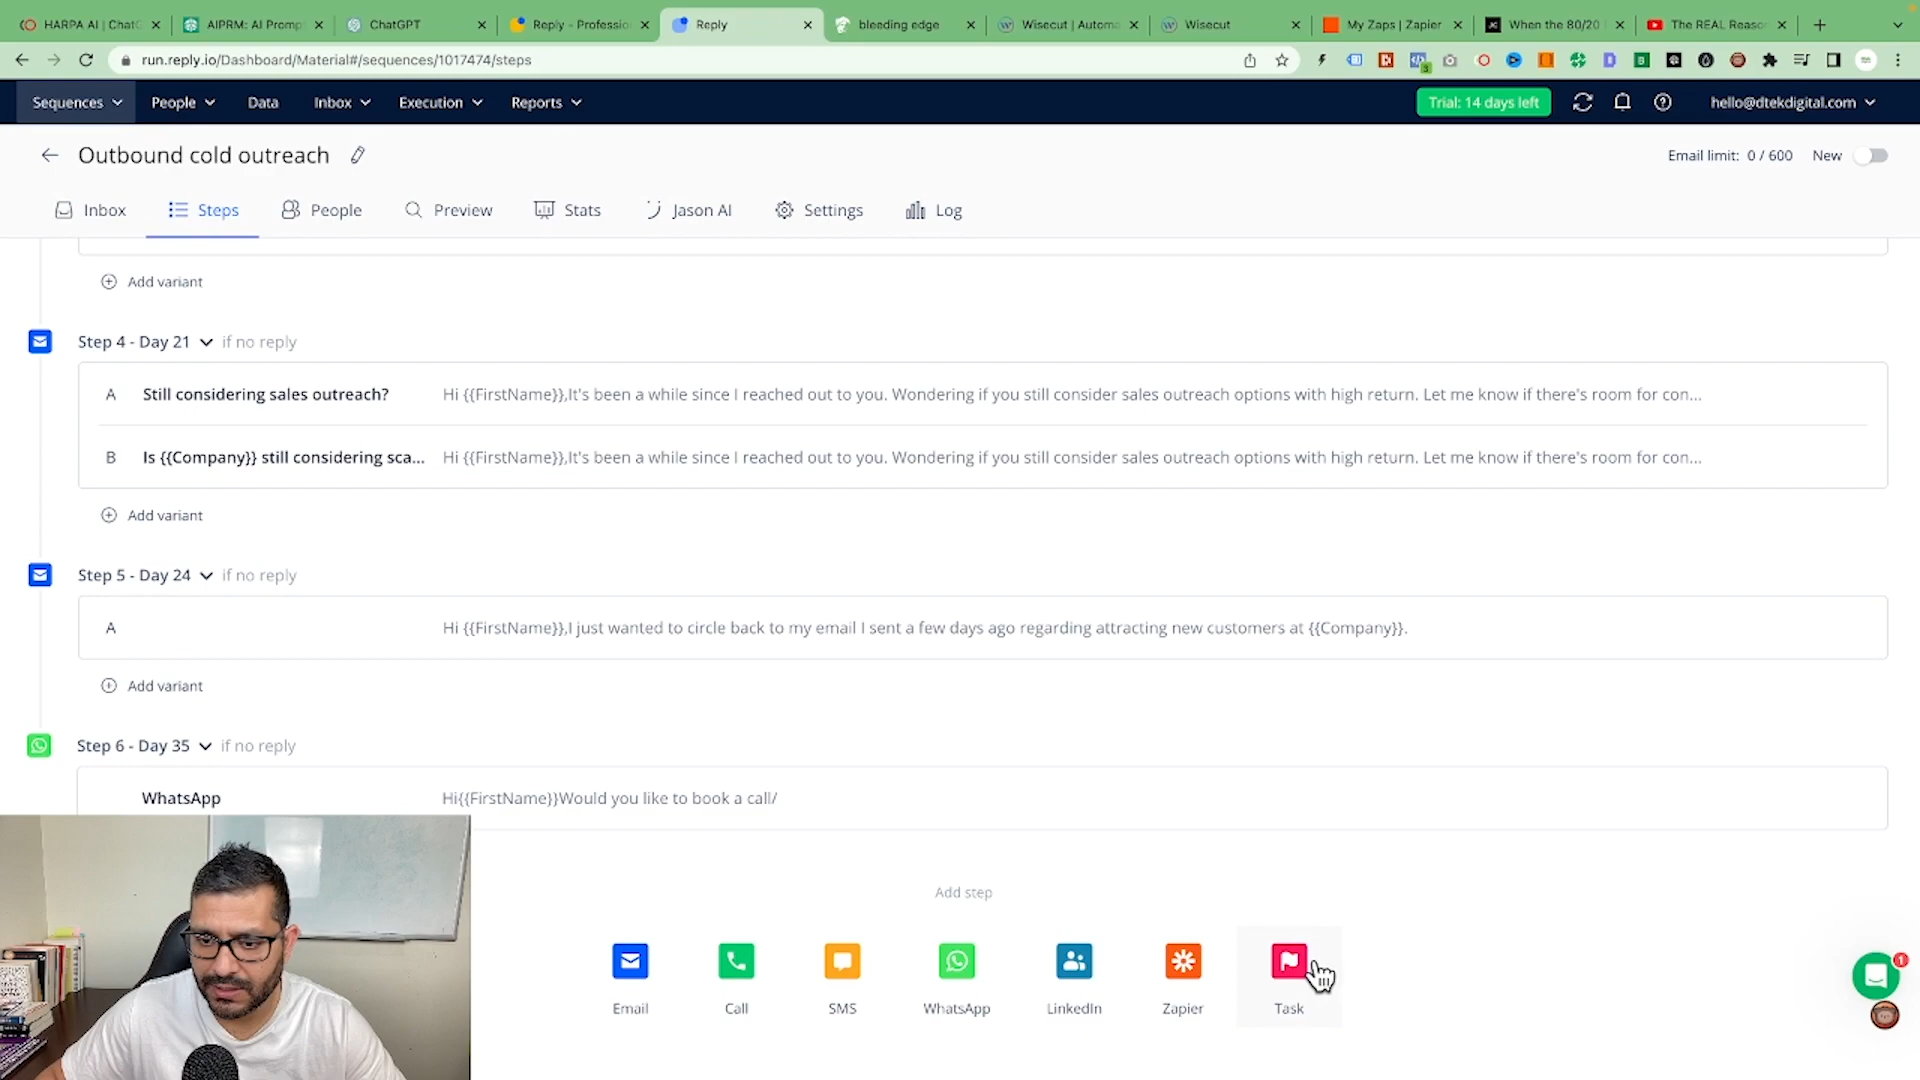 HARPA AI | ChatG
AIPRM: AI Promp
ChatGPT
Reply - Professio
Reply
bleeding edge
Wisecut | Automa
Wisecut
My Zaps | Zapier
When the 80/20
The REAL Reaso
run.reply.io/Dashboard/Material#/sequences/1017474/steps
Sequences
People
Data
Inbox
Execution
Reports
Trial: 14 days left
hello@dtekdigital.com
Outbound cold outreach
Email limit: 0 / 600
New
Inbox
Steps
People
Preview
Stats
Jason AI
Settings
Log
Add variant
Step 4 - Day 21 if no reply
A Still considering sales outreach? Hi {{FirstName}},It's been a while since I reached out to you. Wondering if you still consider sales outreach options with high return. Let me know if there's room for con...
B Is {{Company}} still considering sca... Hi {{FirstName}},It's been a while since I reached out to you. Wondering if you still consider sales outreach options with high return. Let me know if there's room for con...
Add variant
Step 5 - Day 24 if no reply
A Hi {{FirstName}},I just wanted to circle back to my email I sent a few days ago regarding attracting new customers at {{Company}}.
Add variant
Step 6 - Day 35 if no reply
WhatsApp Hi{{FirstName}}Would you like to book a call/
Add step
Email
Call
SMS
WhatsApp
LinkedIn
Zapier
Task
1